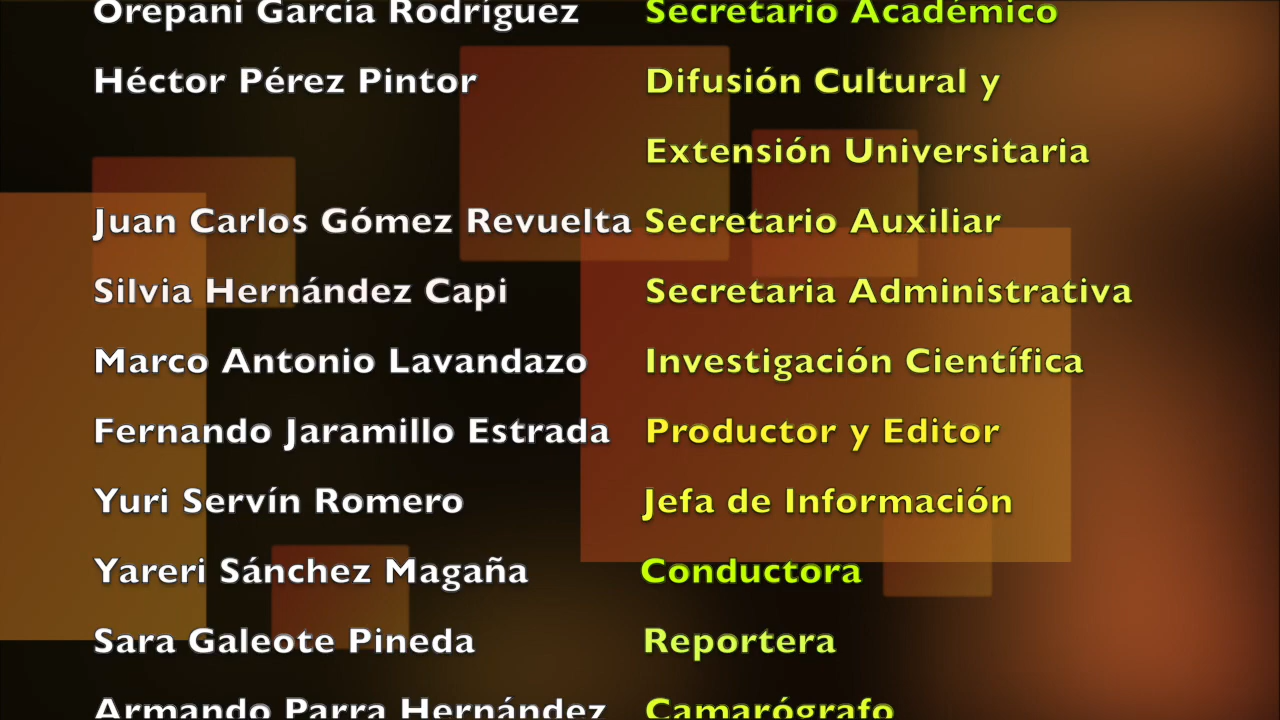 Orepani García Rodríguez Secretario Académico
Héctor Pérez Pintor Difusión Cultural y
Extensión Universitaria
Juan Carlos Gómez Revuelta Secretario Auxiliar
Silvia Hernández Capi Secretaria Administrativa
Marco Antonio Lavandazo Investigación Científica
Fernando Jaramillo Estrada Productor y Editor
Yuri Servín Romero Jefa de Información
Yareri Sánchez Magaña Conductora
Sara Galeote Pineda Reportera
Armando Parra Hernández Camarógrafo